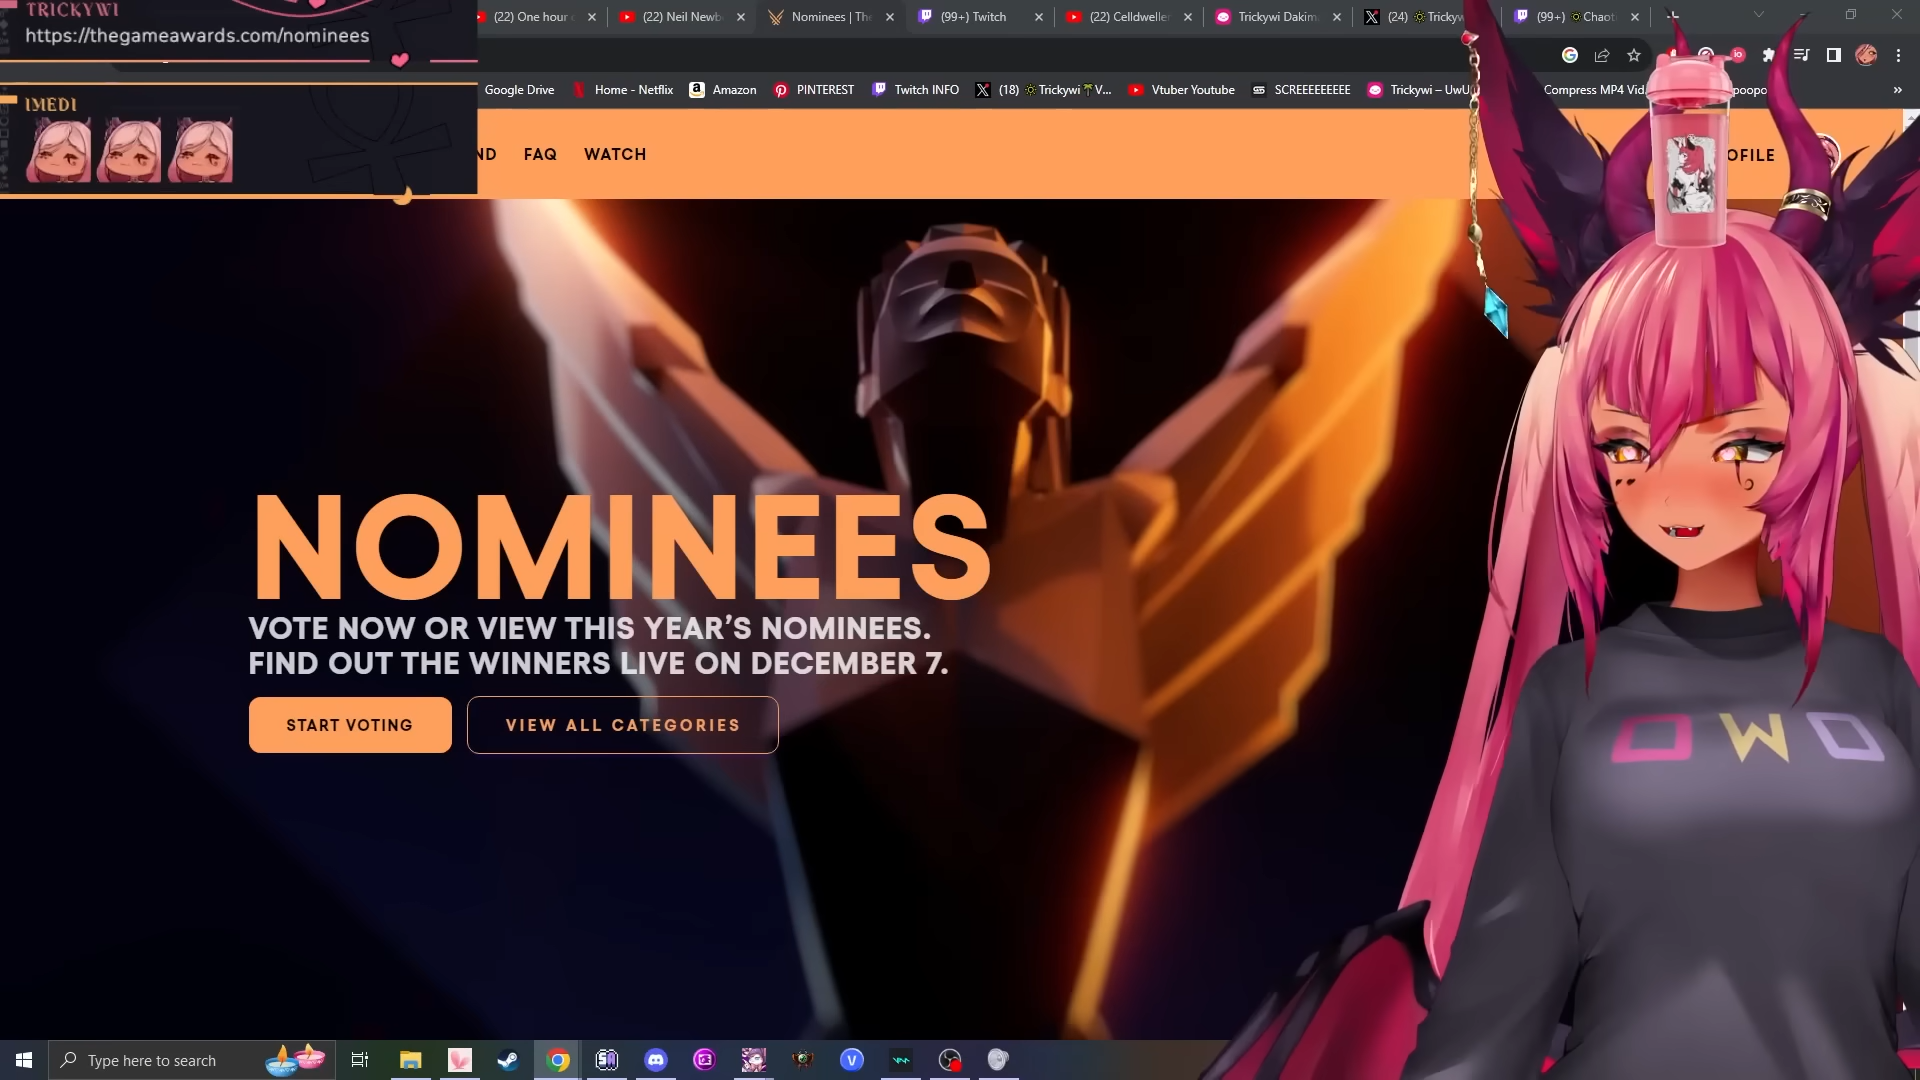 TRICKYWI
https://thegameawards.com/nominees
IMEDI
(22) One hour
(22) Neil Newb
Nominees | The
(99+) Twitch
(22) Celldweller
Trickywi Dakim
(24) Trickyw
(99+) Chaot
Google Drive
Home - Netflix
Amazon
PINTEREST
Twitch INFO
(18) Trickywi V...
Vtuber Youtube
SCREEEEEEEEE
Trickywi – UwU
Compress MP4 Vid
poopo
»
ND
FAQ
WATCH
OFILE
NOMINEES
VOTE NOW OR VIEW THIS YEAR'S NOMINEES.
FIND OUT THE WINNERS LIVE ON DECEMBER 7.
START VOTING
VIEW ALL CATEGORIES
OWO
Type here to search